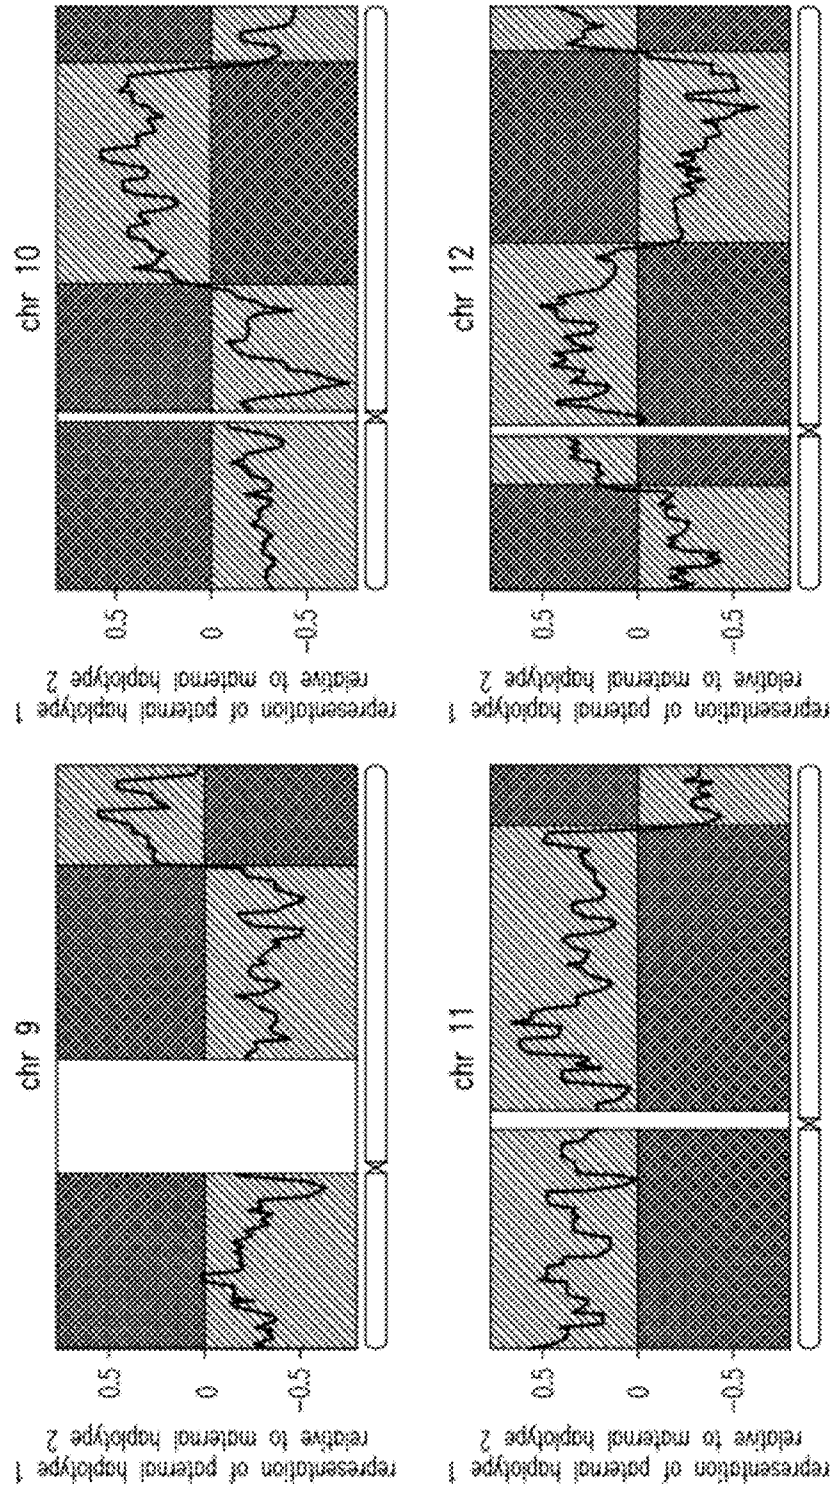 chr 9
representation of paternal haplotype 1
relative to maternal haplotype 2
0.5
0
-0.5
chr 10
representation of paternal haplotype 1
relative to maternal haplotype 2
0.5
0
-0.5
chr 11
representation of paternal haplotype 1
relative to maternal haplotype 2
0.5
0
-0.5
chr 12
representation of paternal haplotype 1
relative to maternal haplotype 2
0.5
0
-0.5